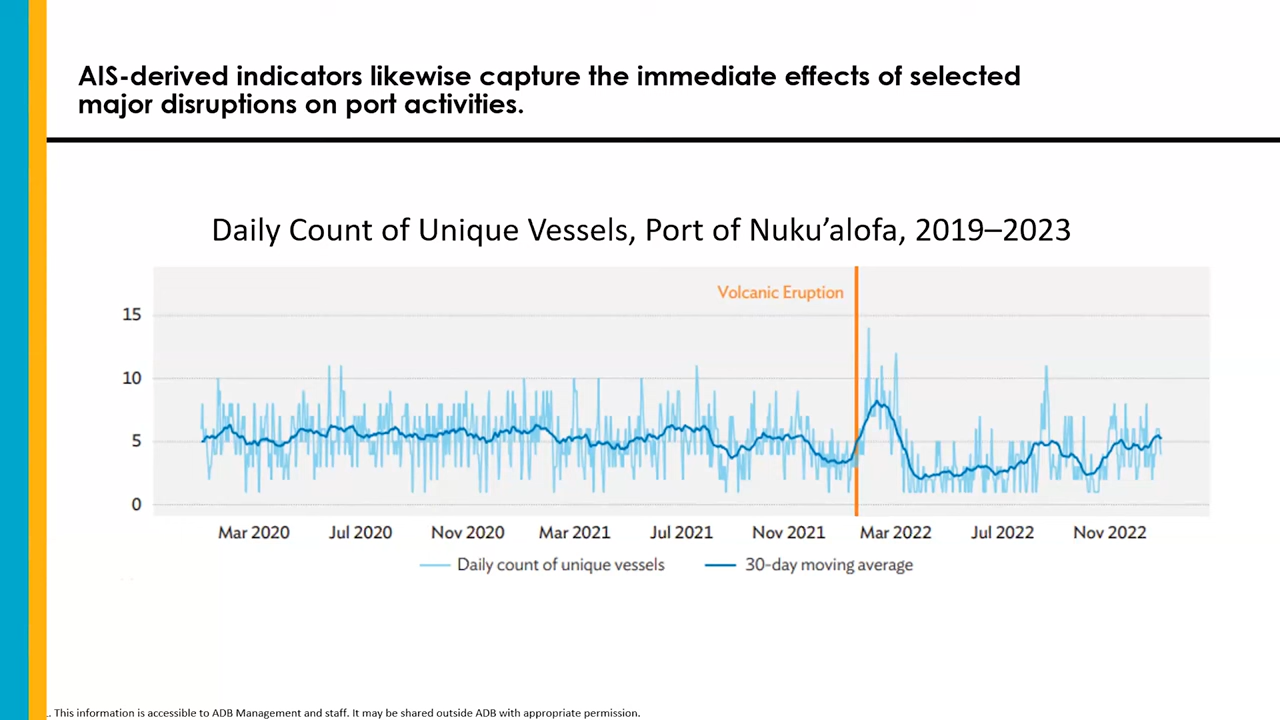 AIS-derived indicators likewise capture the immediate effects of selected
major disruptions on port activities.
Daily Count of Unique Vessels, Port of Nuku’alofa, 2019–2023
Volcanic Eruption
15
10
5
0
Mar 2020 Jul 2020 Nov 2020 Mar 2021 Jul 2021 Nov 2021 Mar 2022 Jul 2022 Nov 2022
Daily count of unique vessels 30-day moving average
. This information is accessible to ADB Management and staff. It may be shared outside ADB with appropriate permission.